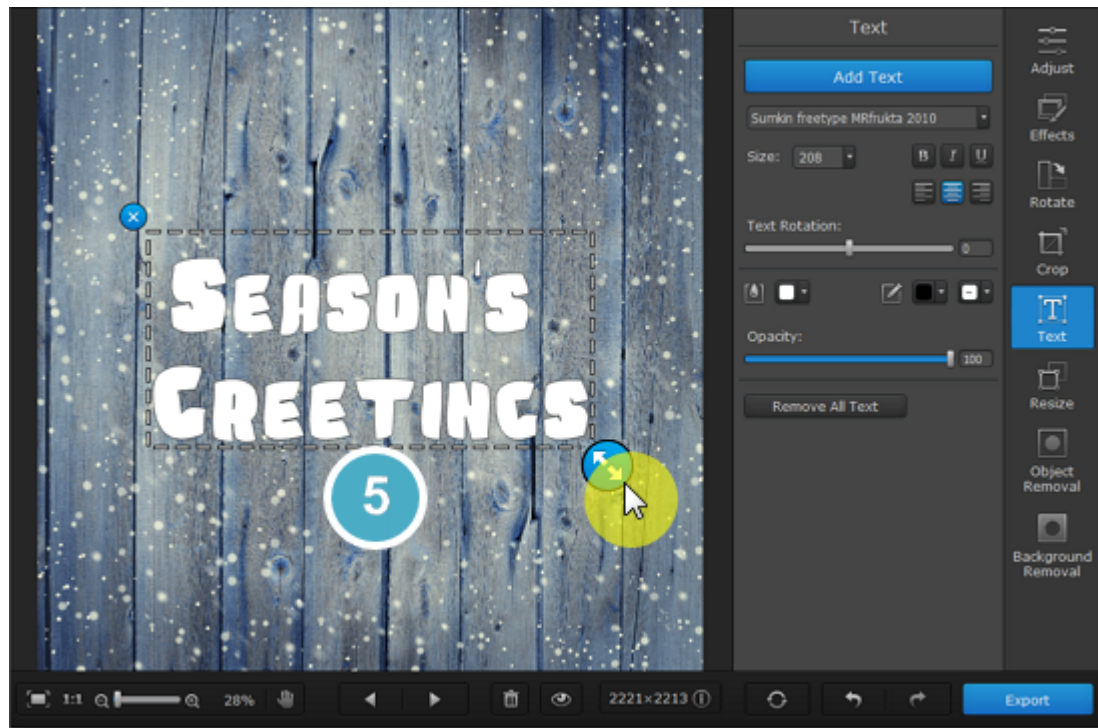 Text
Add Text
Sumkin freetype MRfrukta 2010
Size: 208 B I U
Text Rotation:
0
Opacity:
100
Remove All Text
Adjust
Effects
Rotate
Crop
T
Text
Resize
Object
Removal
Background
Removal
SEASON'S
GREETINGS
5
1:1 28% 2221×2213 Export